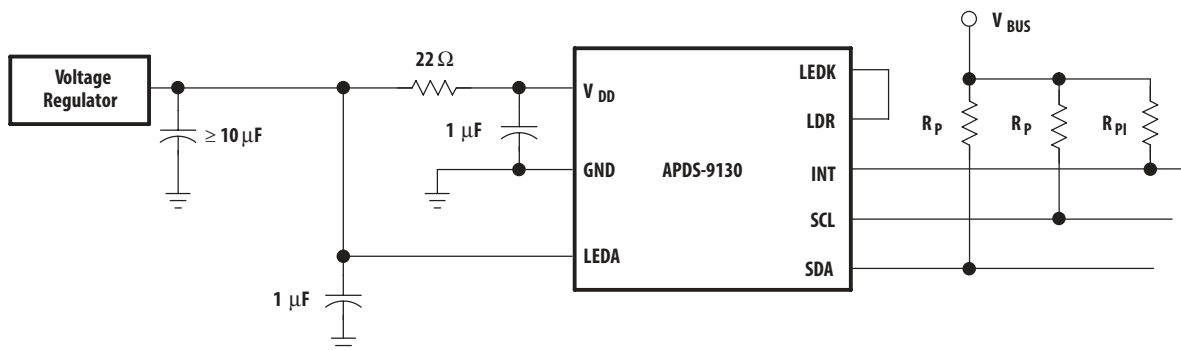 V BUS
22 Ω
Voltage
Regulator
≥ 10 μF
1 μF
V DD
GND
LEDA
1 μF
APDS-9130
LEDK
LDR
INT
SCL
SDA
R P
R P
R PI